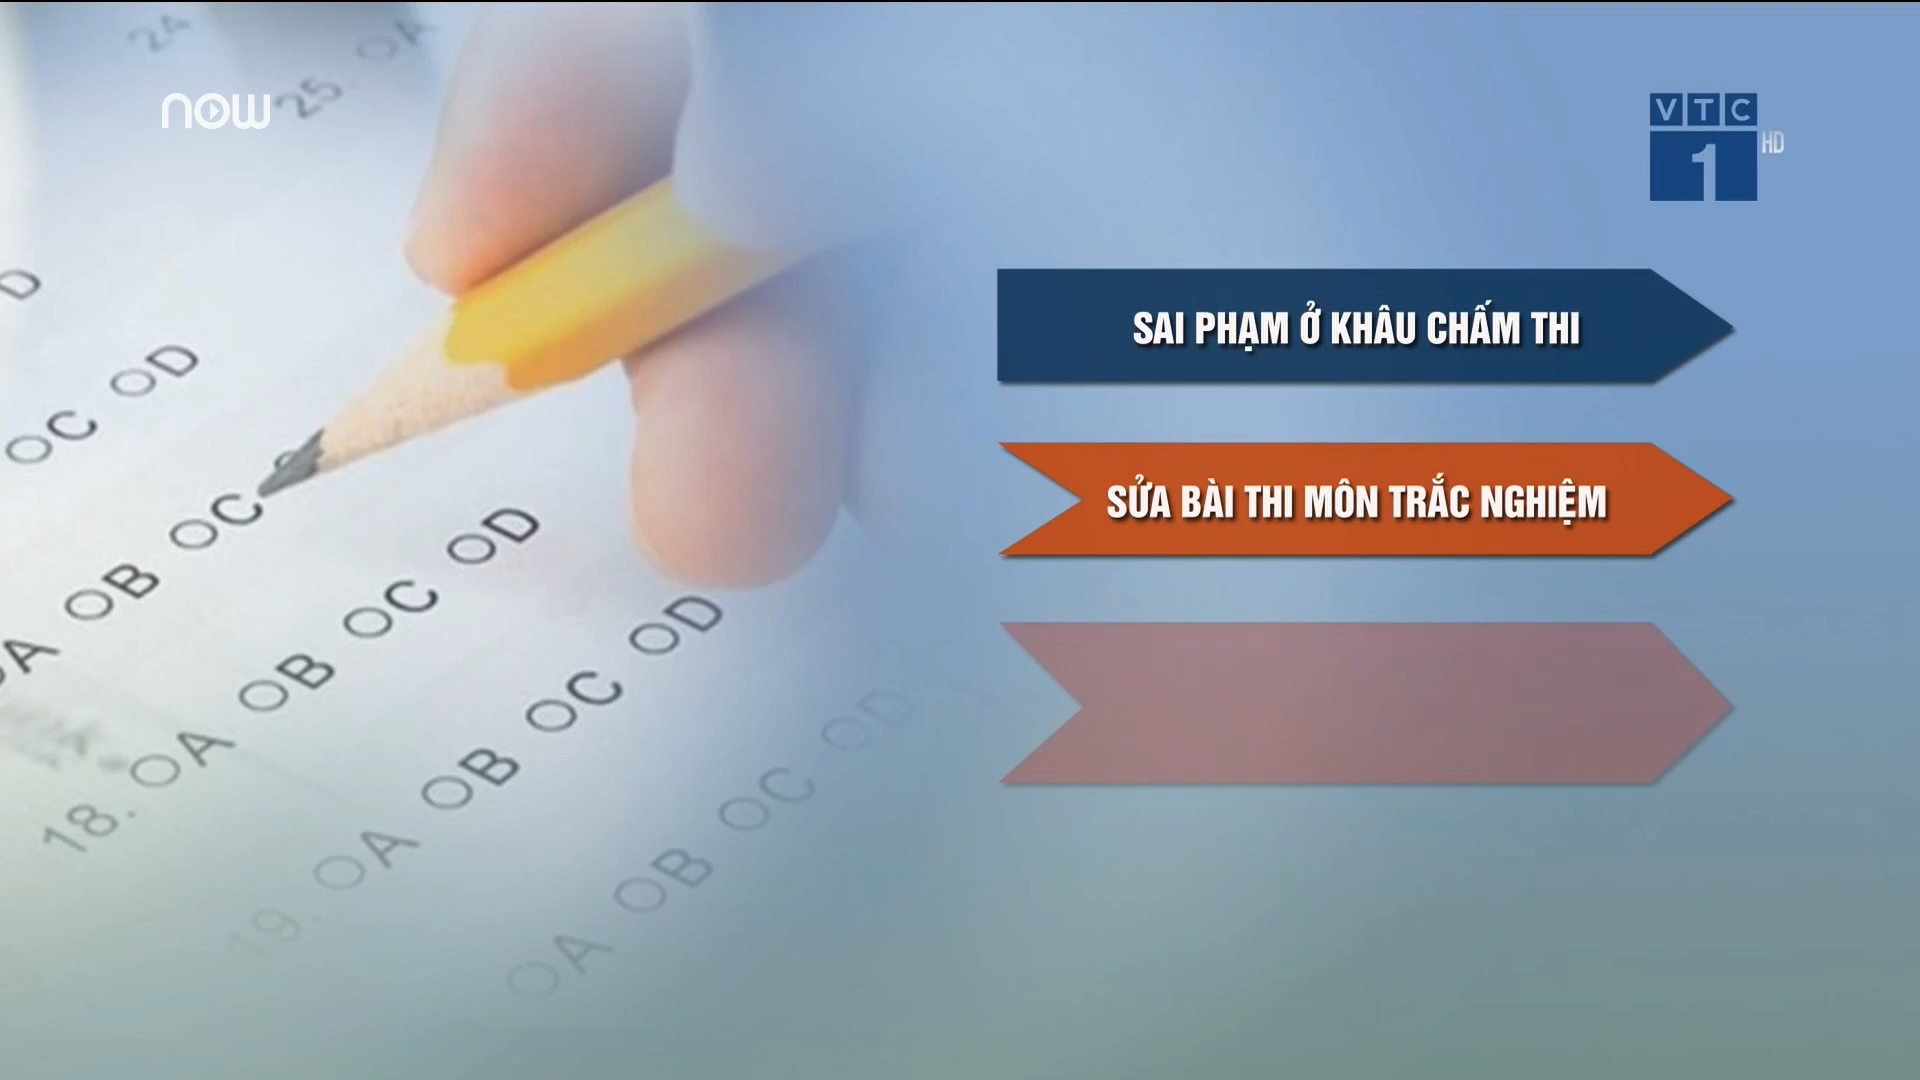 24
25. OA
now
VTC
1
HD
D
OC OD
OA OB OC
18. OA OB OC OD
19. OA OB OC OD
OA OB OC OD
SAI PHẠM Ở KHÂU CHẤM THI
SỬA BÀI THI MÔN TRẮC NGHIỆM